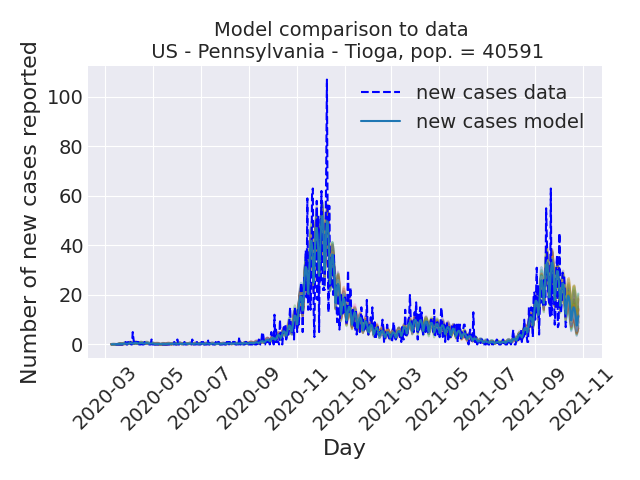 Model comparison to data
US - Pennsylvania - Tioga, pop. = 40591
Number of new cases reported
100
80
60
40
20
0
new cases data
new cases model
2020-03
2020-05
2020-07
2020-09
2020-11
2021-01
2021-03
2021-05
2021-07
2021-09
2021-11
Day